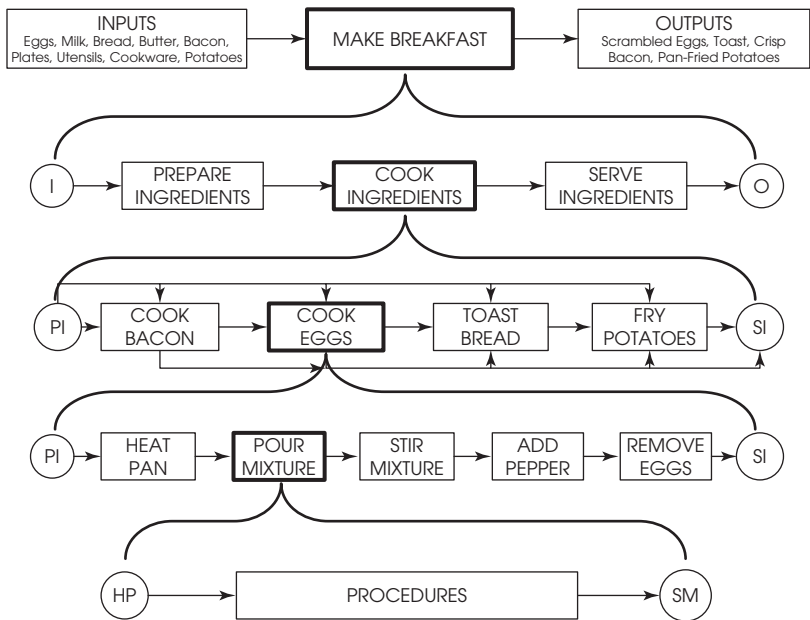 INPUTS
Eggs, Milk, Bread, Butter, Bacon,
Plates, Utensils, Cookware, Potatoes
MAKE BREAKFAST
OUTPUTS
Scrambled Eggs, Toast, Crisp
Bacon, Pan-Fried Potatoes
I
PREPARE
INGREDIENTS
COOK
INGREDIENTS
SERVE
INGREDIENTS
O
PI
COOK
BACON
COOK
EGGS
TOAST
BREAD
FRY
POTATOES
SI
PI
HEAT
PAN
POUR
MIXTURE
STIR
MIXTURE
ADD
PEPPER
REMOVE
EGGS
SI
HP
PROCEDURES
SM